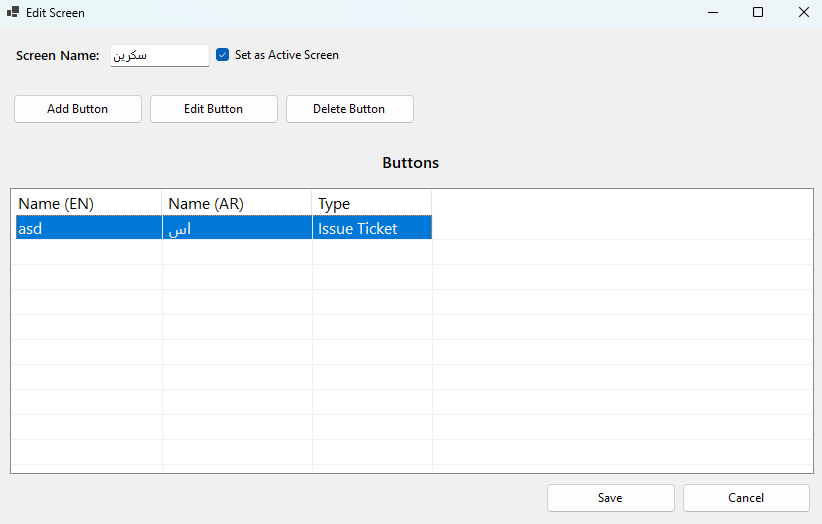 Edit Screen
Screen Name: سكرين Set as Active Screen
Add Button Edit Button Delete Button
Buttons
Name (EN) Name (AR) Type
asd اس Issue Ticket
Save Cancel